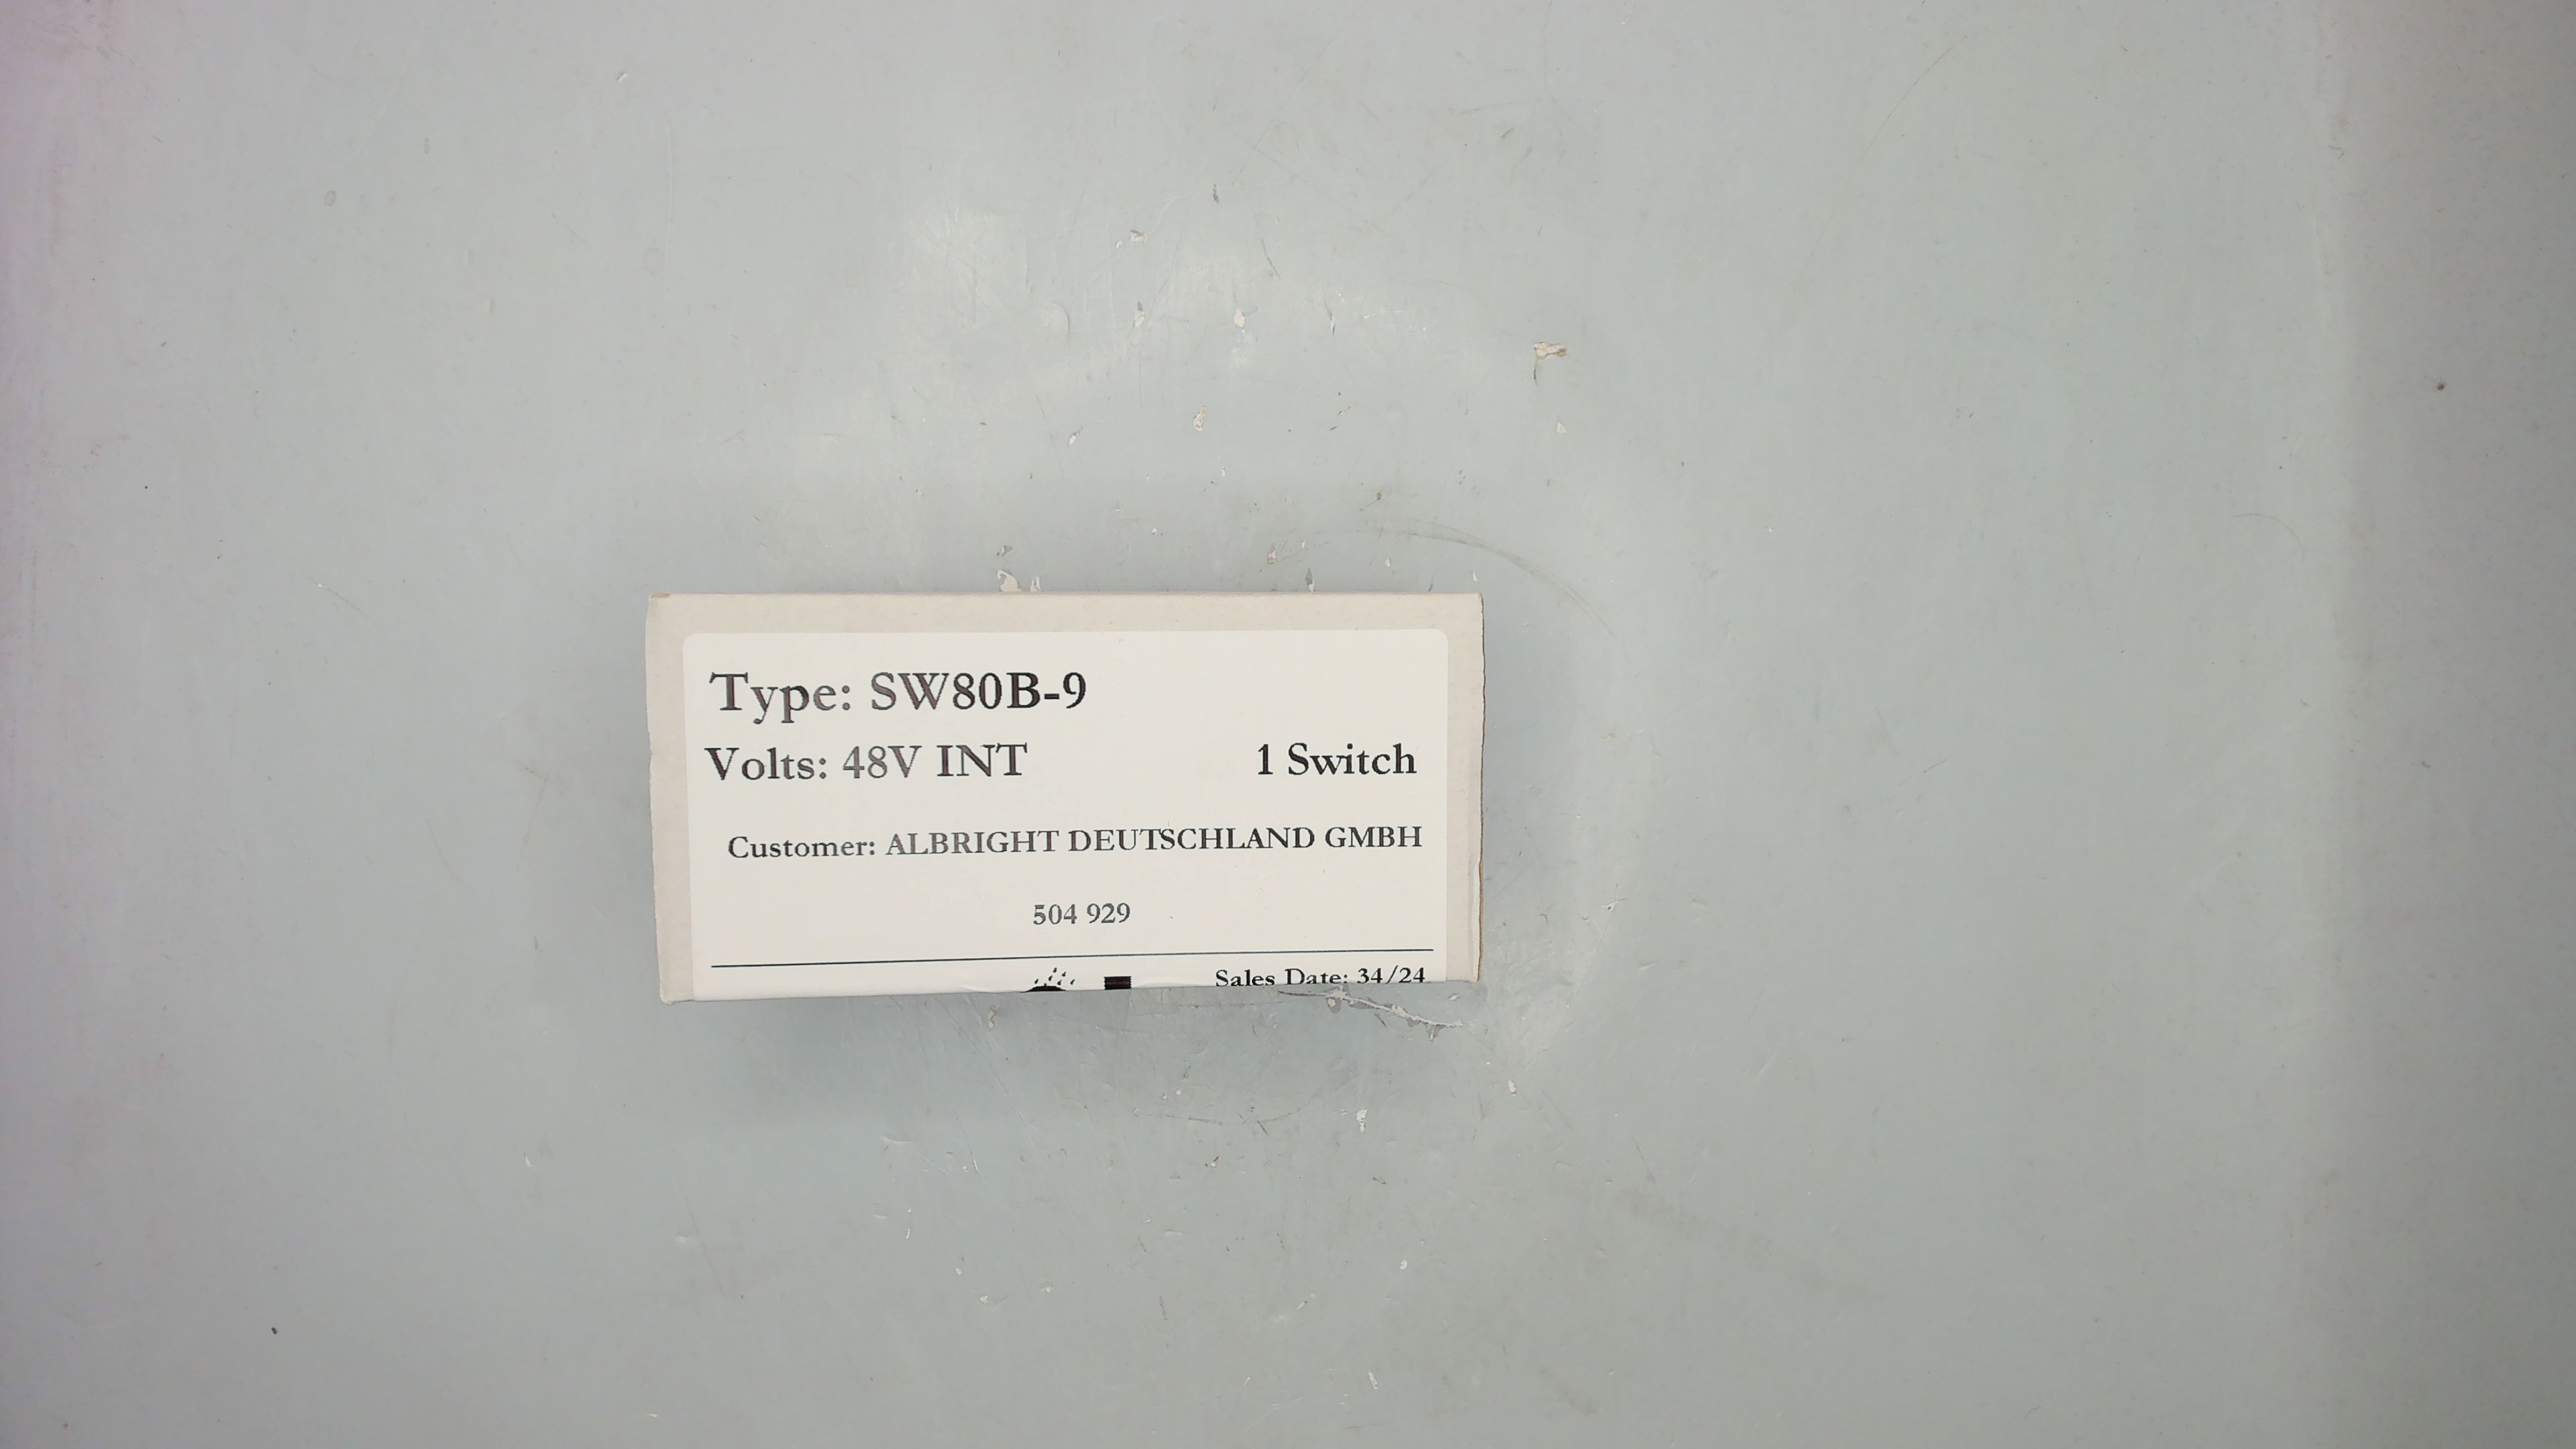 Type: SW80B-9
Volts: 48V INT 1 Switch
Customer: ALBRIGHT DEUTSCHLAND GMBH
504 929
Sales Date: 34/24